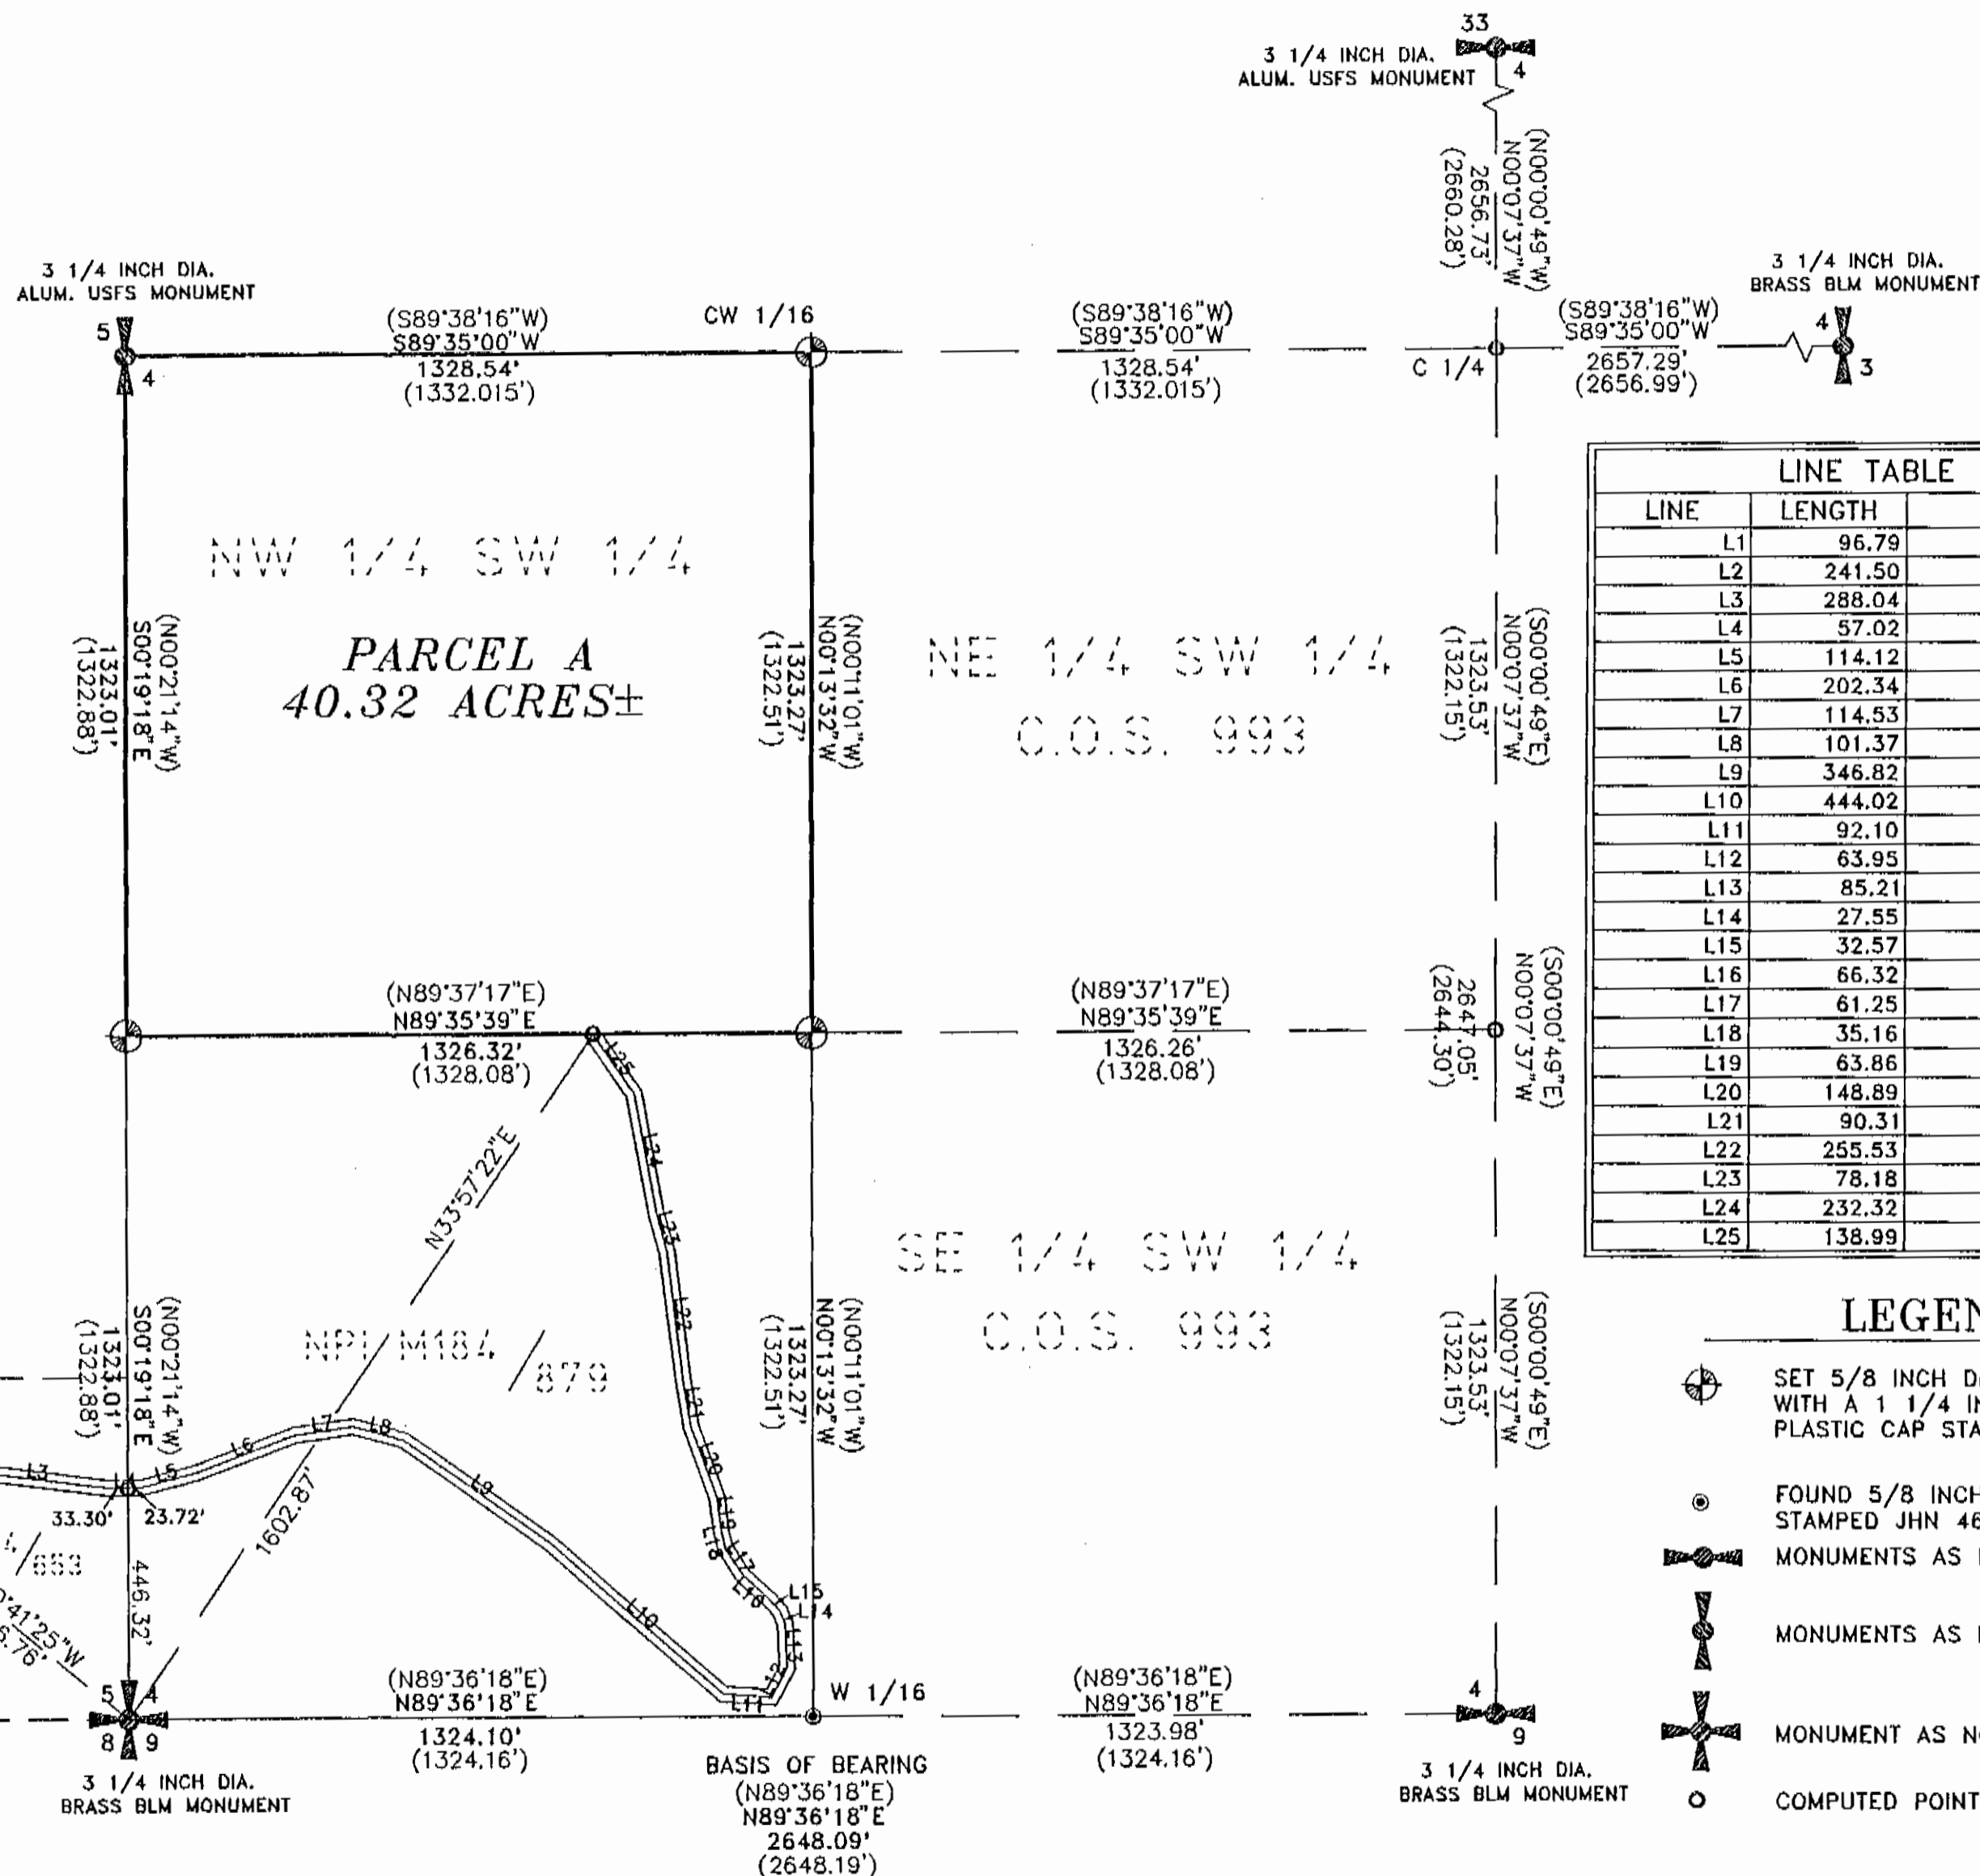 33
3 1/4 INCH DIA.
ALUM. USFS MONUMENT
4
(N00°00'49"W)
N00°07'37"W
2656.73'
(2660.28')
3 1/4 INCH DIA.
ALUM. USFS MONUMENT
5
4
(S89°38'16"W)
S89°35'00"W
1328.54'
(1332.015')
CW 1/16
(S89°38'16"W)
S89°35'00"W
1328.54'
(1332.015')
C 1/4
(S89°38'16"W)
S89°35'00"W
2657.29'
(2656.99')
3 1/4 INCH DIA.
BRASS BLM MONUMENT
4
3
NW 1/4 SW 1/4
PARCEL A
40.32 ACRES±
(N00°21'14"W)
S00°19'18"E
1323.01'
(1322.88')
(N00°11'01"W)
N00°13'32"W
1323.27'
(1322.51')
NE 1/4 SW 1/4
C.O.S. 993
(S00°00'49"E)
N00°07'37"W
1323.53'
(1322.15')
(N89°37'17"E)
N89°35'39"E
1326.32'
(1328.08')
(N89°37'17"E)
N89°35'39"E
1326.26'
(1328.08')
(S00°00'49"E)
N00°07'37"W
2647.05'
(2644.30')
LINE TABLE
LINE LENGTH
L1 96.79
L2 241.50
L3 288.04
L4 57.02
L5 114.12
L6 202.34
L7 114.53
L8 101.37
L9 346.82
L10 444.02
L11 92.10
L12 63.95
L13 85.21
L14 27.55
L15 32.57
L16 66.32
L17 61.25
L18 35.16
L19 63.86
L20 148.89
L21 90.31
L22 255.53
L23 78.18
L24 232.32
L25 138.99
L25
L24
L23
L22
L21
L20
L19
L18
L17
L16
L15
L14
L13
L12
L11
L10
L9
L8
L7
L6
L5
L4
L3
N33°57'22"E
1602.87'
NPI M184/879
SE 1/4 SW 1/4
C.O.S. 993
(N00°21'14"W)
S00°19'18"E
1323.01'
(1322.88')
(N00°11'01"W)
N00°13'32"W
1323.27'
(1322.51')
(S00°00'49"E)
N00°07'37"W
1323.53'
(1322.15')
33.30'
23.72'
/653
446.32'
°41'25"W
6.76'
5
4
8
9
3 1/4 INCH DIA.
BRASS BLM MONUMENT
(N89°36'18"E)
N89°36'18"E
1324.10'
(1324.16')
W 1/16
BASIS OF BEARING
(N89°36'18"E)
N89°36'18"E
2648.09'
(2648.19')
(N89°36'18"E)
N89°36'18"E
1323.98'
(1324.16')
4
9
3 1/4 INCH DIA.
BRASS BLM MONUMENT
LEGEN
SET 5/8 INCH D
WITH A 1 1/4 IN
PLASTIC CAP STA
FOUND 5/8 INCH
STAMPED JHN 46
MONUMENTS AS
MONUMENTS AS
MONUMENT AS N
COMPUTED POINT